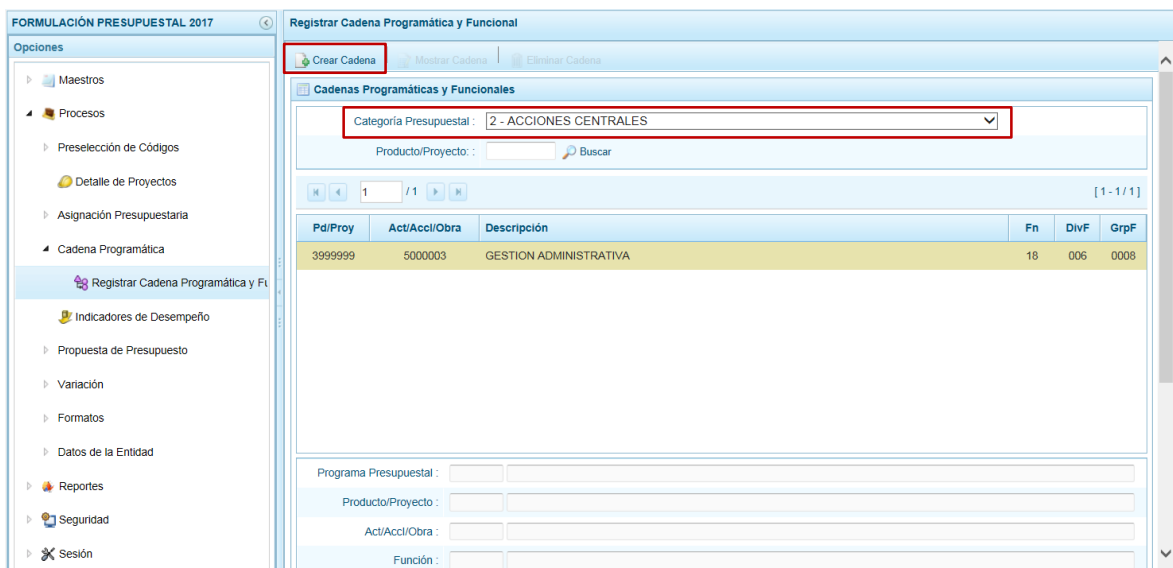 FORMULACIÓN PRESUPUESTAL 2017
Opciones
Maestros
Procesos
Preselección de Códigos
Detalle de Proyectos
Asignación Presupuestaria
Cadena Programática
Registrar Cadena Programática y Fu
Indicadores de Desempeño
Propuesta de Presupuesto
Variación
Formatos
Datos de la Entidad
Reportes
Seguridad
Sesión
Registrar Cadena Programática y Funcional
Crear Cadena Mostrar Cadena Eliminar Cadena
Cadenas Programáticas y Funcionales
Categoría Presupuestal : 2 - ACCIONES CENTRALES
Producto/Proyecto: : Buscar
1 / 1 [ 1 - 1 / 1 ]
Pd/Proy Act/AccI/Obra Descripción Fn DivF GrpF
3999999 5000003 GESTION ADMINISTRATIVA 18 006 0008
Programa Presupuestal :
Producto/Proyecto :
Act/AccI/Obra :
Función :